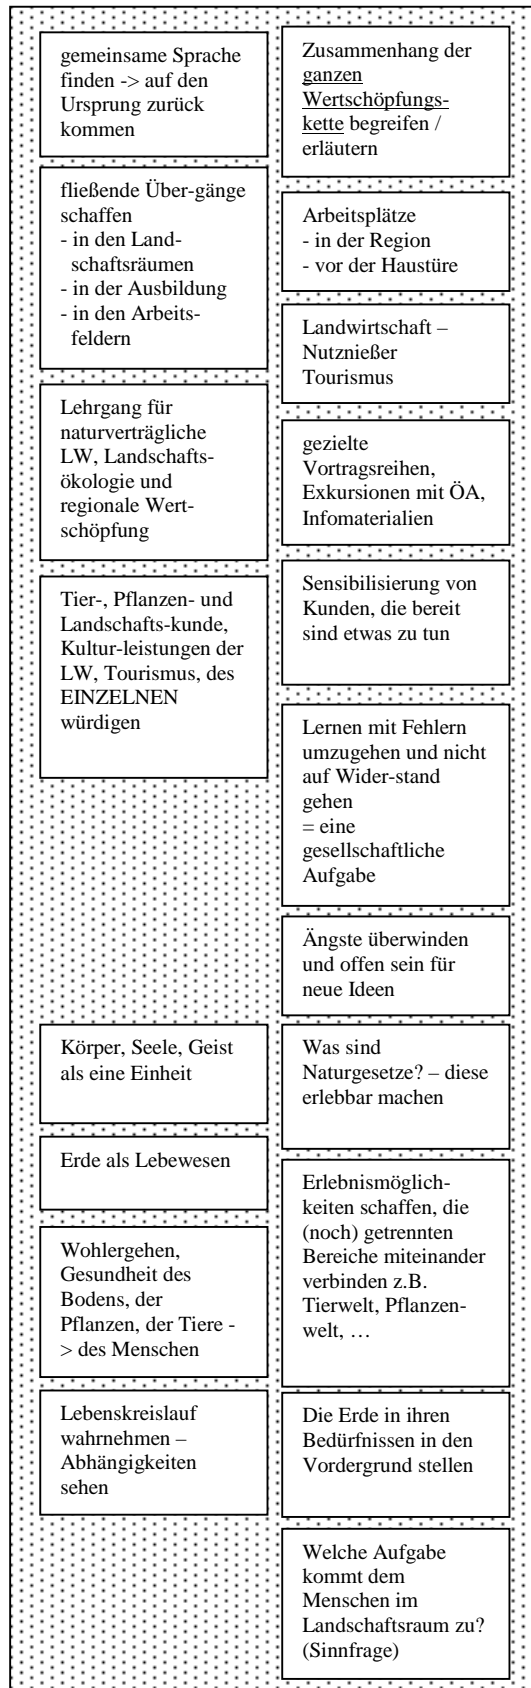 gemeinsame Sprache
finden -> auf den
Ursprung zurück
kommen
fließende Über-gänge
schaffen
- in den Land-
schaftsräumen
- in der Ausbildung
- in den Arbeits-
feldern
Lehrgang für
naturverträgliche
LW, Landschafts-
ökologie und
regionale Wert-
schöpfung
Tier-, Pflanzen- und
Landschafts-kunde,
Kultur-leistungen der
LW, Tourismus, des
EINZELNEN
würdigen
Körper, Seele, Geist
als eine Einheit
Erde als Lebewesen
Wohlergehen,
Gesundheit des
Bodens, der
Pflanzen, der Tiere -
> des Menschen
Lebenskreislauf
wahrnehmen –
Abhängigkeiten
sehen
Zusammenhang der
ganzen
Wertschöpfungs-
kette begreifen /
erläutern
Arbeitsplätze
- in der Region
- vor der Haustüre
Landwirtschaft –
Nutznießer
Tourismus
gezielte
Vortragsreihen,
Exkursionen mit ÖA,
Infomaterialien
Sensibilisierung von
Kunden, die bereit
sind etwas zu tun
Lernen mit Fehlern
umzugehen und nicht
auf Wider-stand
gehen
= eine
gesellschaftliche
Aufgabe
Ängste überwinden
und offen sein für
neue Ideen
Was sind
Naturgesetze? – diese
erlebbar machen
Erlebnismöglich-
keiten schaffen, die
(noch) getrennten
Bereiche miteinander
verbinden z.B.
Tierwelt, Pflanzen-
welt, …
Die Erde in ihren
Bedürfnissen in den
Vordergrund stellen
Welche Aufgabe
kommt dem
Menschen im
Landschaftsraum zu?
(Sinnfrage)